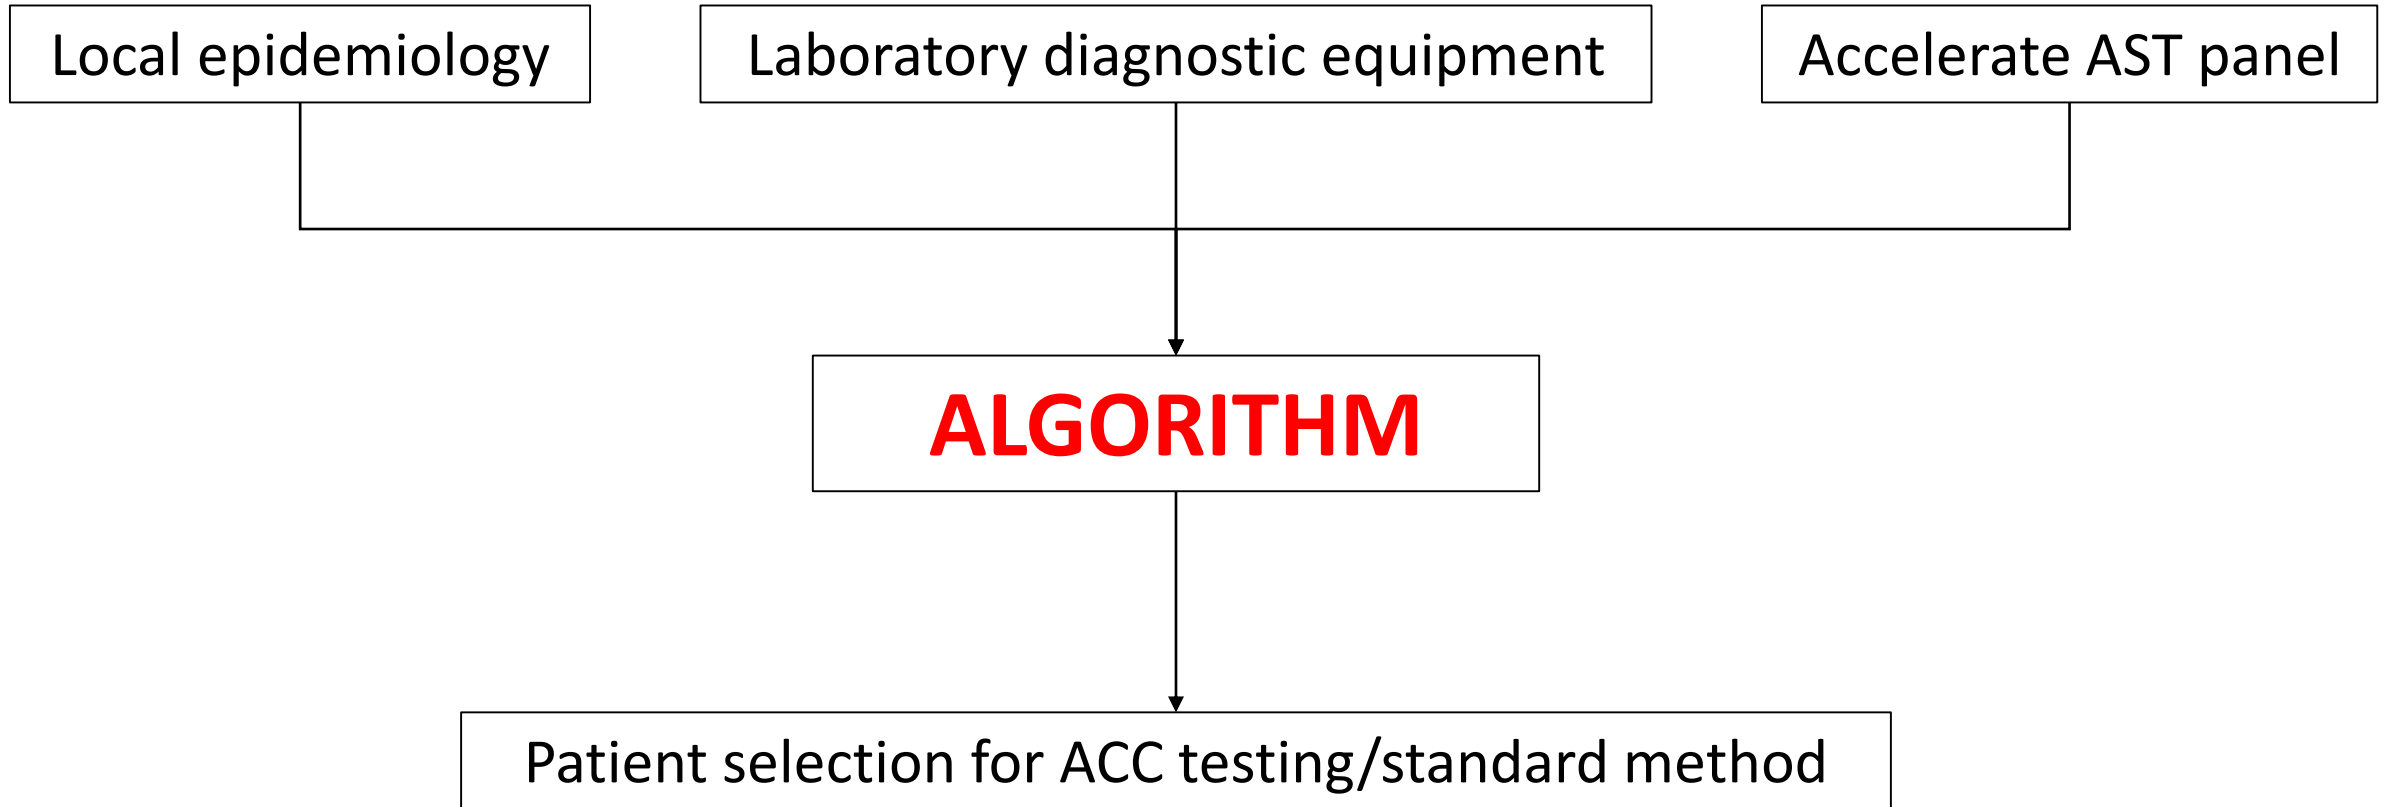 Local epidemiology
Laboratory diagnostic equipment
Accelerate AST panel
ALGORITHM
Patient selection for ACC testing/standard method